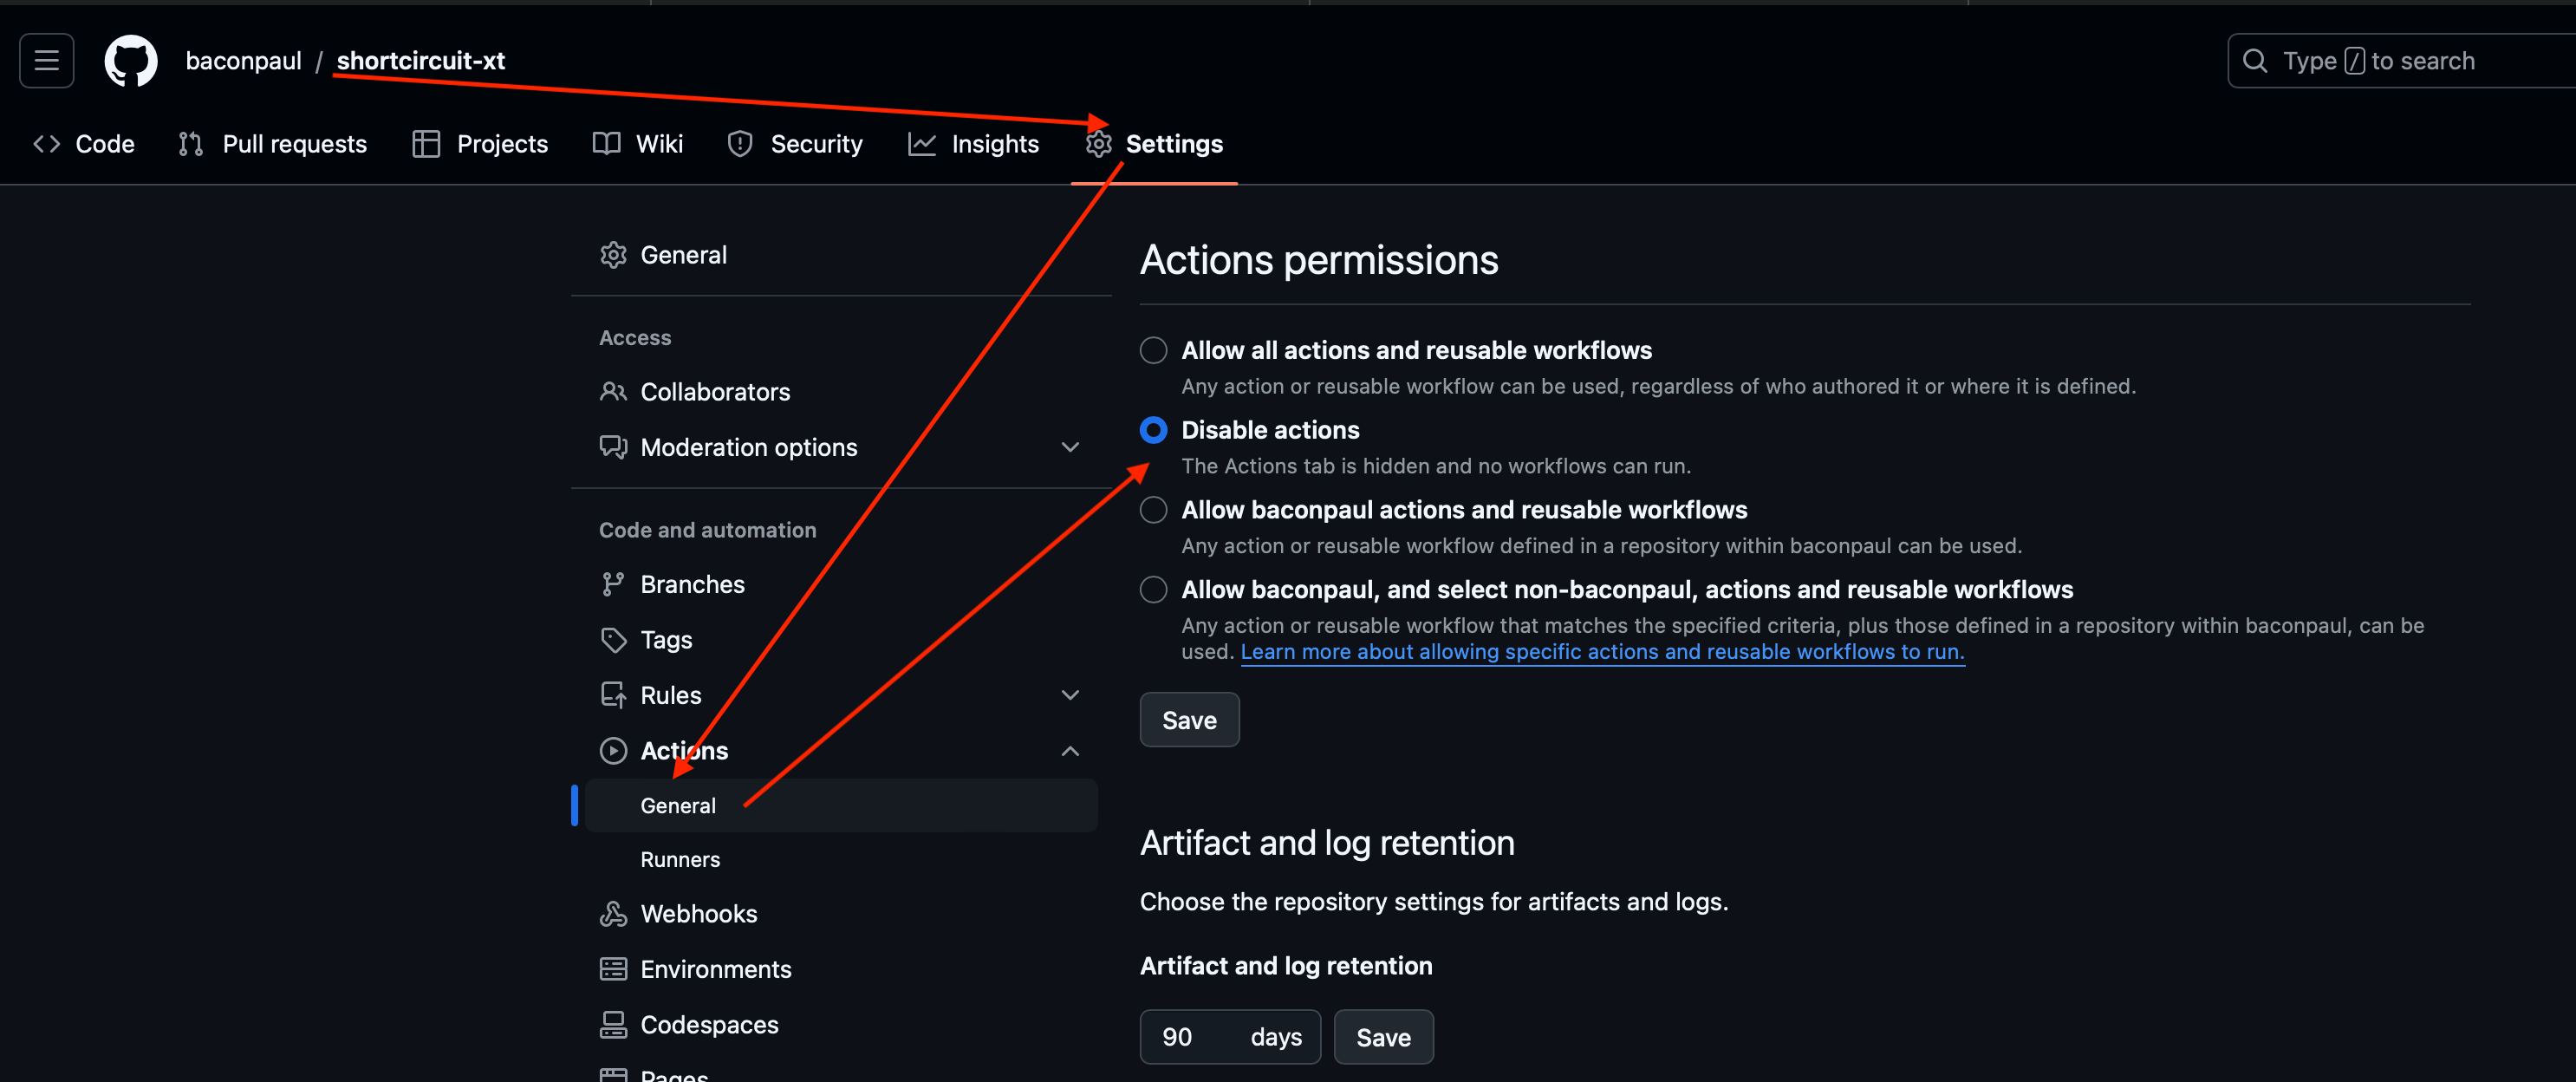 baconpaul / shortcircuit-xt
Type / to search
Code Pull requests Projects Wiki Security Insights Settings
General
Access
Collaborators
Moderation options
Code and automation
Branches
Tags
Rules
Actions
General
Runners
Webhooks
Environments
Codespaces
Pages
Actions permissions
Allow all actions and reusable workflows
Any action or reusable workflow can be used, regardless of who authored it or where it is defined.
Disable actions
The Actions tab is hidden and no workflows can run.
Allow baconpaul actions and reusable workflows
Any action or reusable workflow defined in a repository within baconpaul can be used.
Allow baconpaul, and select non-baconpaul, actions and reusable workflows
Any action or reusable workflow that matches the specified criteria, plus those defined in a repository within baconpaul, can be
used. Learn more about allowing specific actions and reusable workflows to run.
Save
Artifact and log retention
Choose the repository settings for artifacts and logs.
Artifact and log retention
90 days Save